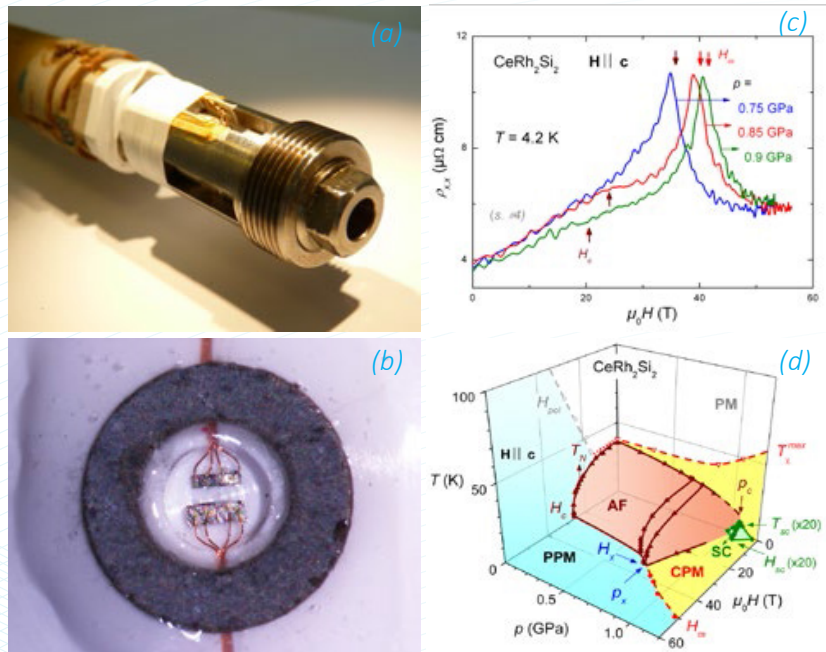 (a)
(c)
CeRh2Si2 H || c
Hm
p =
0.75 GPa
0.85 GPa
0.9 GPa
T = 4.2 K
(s. #4)
Hc
12
8
4
ρx,x (μΩ cm)
0 20 40 60
μ0H (T)
(b)
(d)
CeRh2Si2
PM
100
50
0
T (K)
Hpol
H || c
TN
Tχmax
pc
Hc
AF
Tsc (x20)
SC
Hsc (x20)
PPM
Hx
CPM
px
0
20
40
60
μ0H (T)
0.5
1.0
p (GPa)
Hm